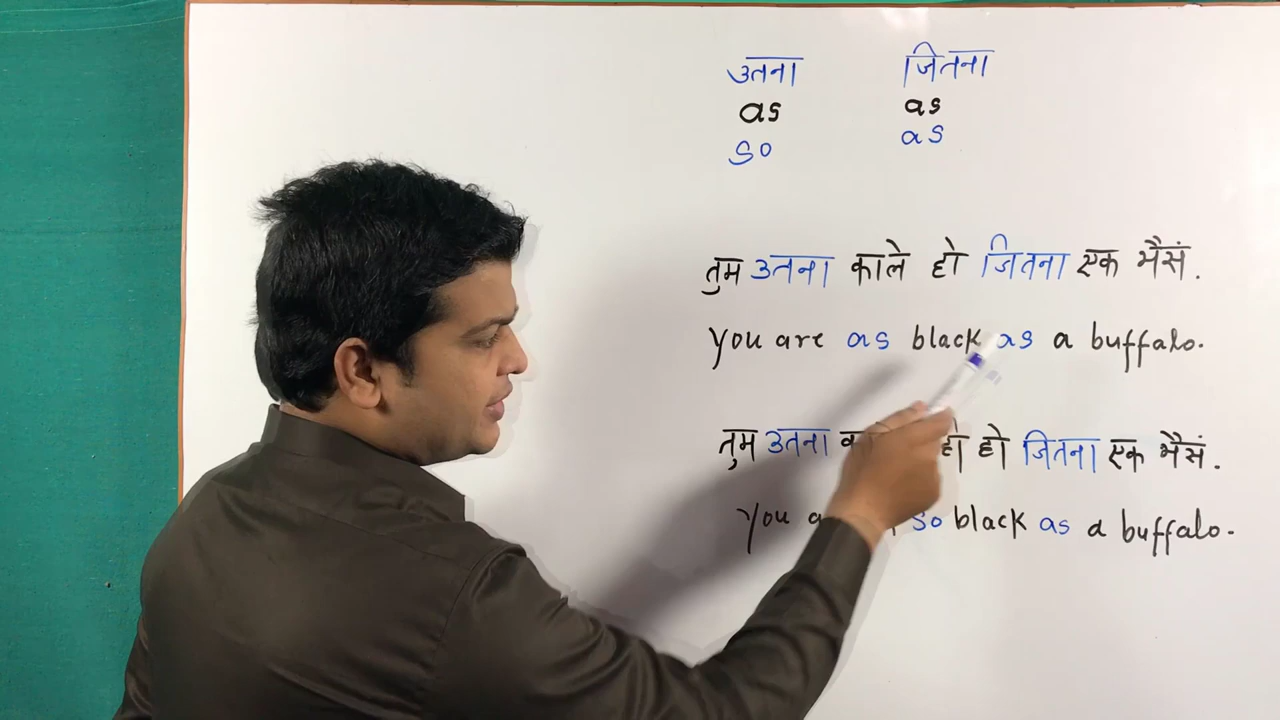 उतना जितना
as as
so as
तुम उतना काले हो जितना एक भैसं.
You are as black as a buffalo.
तुम उतना हो जितना एक भैसं.
You so black as a buffalo.